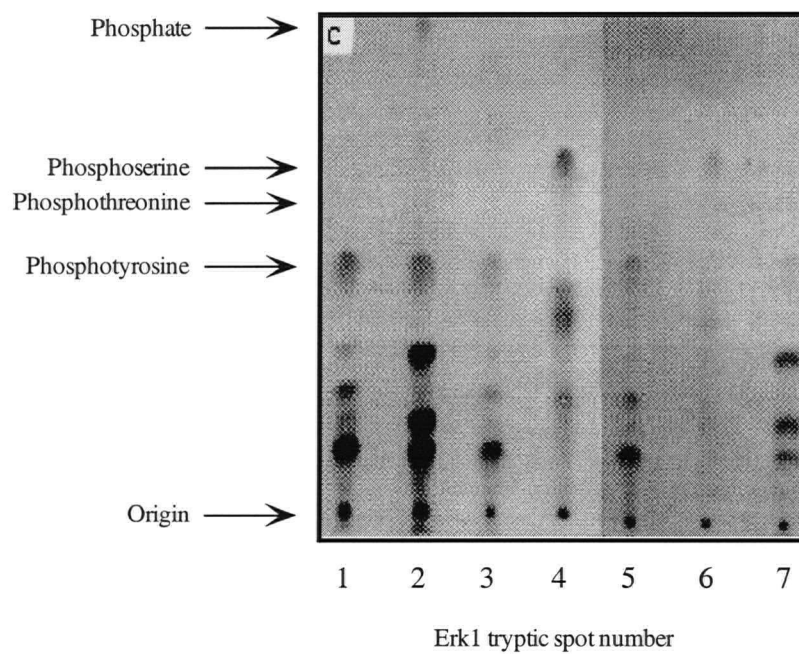 Phosphate
C
Phosphoserine
Phosphothreonine
Phosphotyrosine
Origin
1 2 3 4 5 6 7
Erk1 tryptic spot number